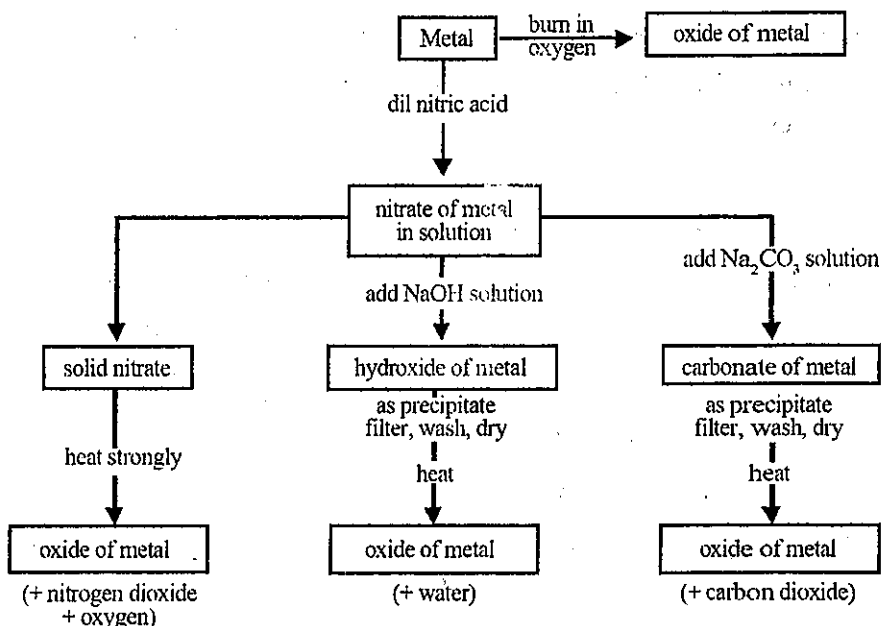 Metal
burn in
oxygen
oxide of metal
dil nitric acid
nitrate of metal
in solution
add NaOH solution
add Na₂CO₃ solution
solid nitrate
hydroxide of metal
carbonate of metal
as precipitate
filter, wash, dry
as precipitate
filter, wash, dry
heat strongly
heat
heat
oxide of metal
oxide of metal
oxide of metal
(+ nitrogen dioxide
+ oxygen)
(+ water)
(+ carbon dioxide)